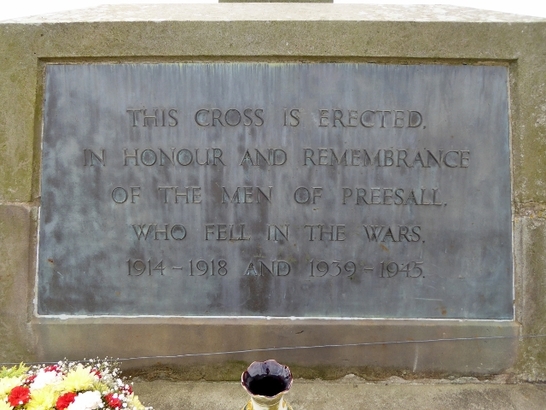 THIS CROSS IS ERECTED,
IN HONOUR AND REMEMBRANCE
OF THE MEN OF PREESALL.
WHO FELL IN THE WARS.
1914-1918 AND 1939-1945.